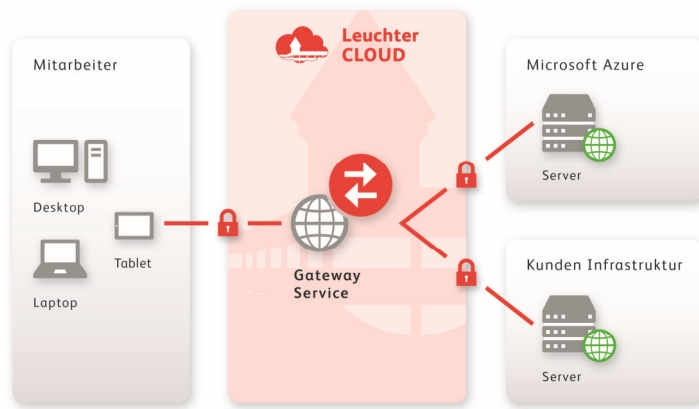 Mitarbeiter
Desktop
Tablet
Laptop
Leuchter
CLOUD
Gateway
Service
Microsoft Azure
Server
Kunden Infrastruktur
Server